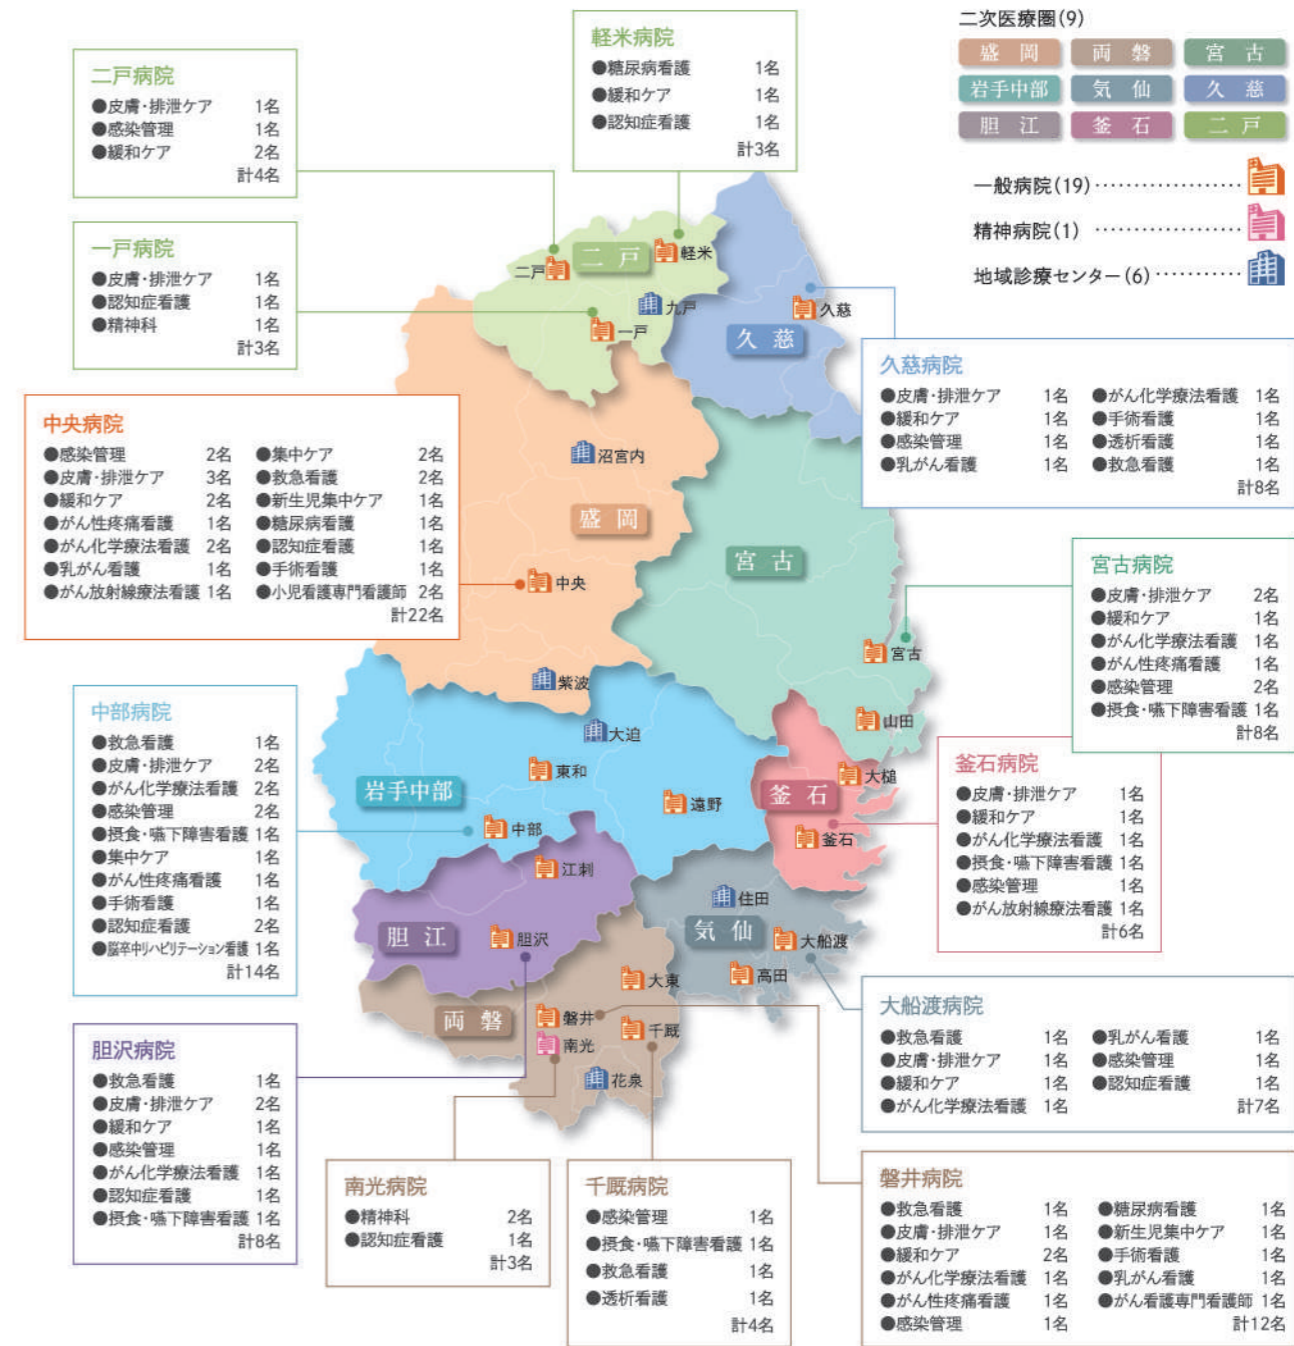 二次医療圏(9)
盛岡 両磐 宮古
岩手中部 気仙 久慈
胆江 釜石 二戸
一般病院(19)
精神病院(1)
地域診療センター(6)
二戸病院
●皮膚・排泄ケア 1名
●感染管理 1名
●緩和ケア 2名
計4名
軽米病院
●糖尿病看護 1名
●緩和ケア 1名
●認知症看護 1名
計3名
一戸病院
●皮膚・排泄ケア 1名
●認知症看護 1名
●精神科 1名
計3名
久慈病院
●皮膚・排泄ケア 1名 ●がん化学療法看護 1名
●緩和ケア 1名 ●手術看護 1名
●感染管理 1名 ●透析看護 1名
●乳がん看護 1名 ●救急看護 1名
計8名
中央病院
●感染管理 2名 ●集中ケア 2名
●皮膚・排泄ケア 3名 ●救急看護 2名
●緩和ケア 2名 ●新生児集中ケア 1名
●がん性疼痛看護 1名 ●糖尿病看護 1名
●がん化学療法看護 2名 ●認知症看護 1名
●乳がん看護 1名 ●手術看護 1名
●がん放射線療法看護 1名 ●小児看護専門看護師 2名
計22名
宮古病院
●皮膚・排泄ケア 2名
●緩和ケア 1名
●がん化学療法看護 1名
●がん性疼痛看護 1名
●感染管理 2名
●摂食・嚥下障害看護 1名
計8名
中部病院
●救急看護 1名
●皮膚・排泄ケア 2名
●がん化学療法看護 2名
●感染管理 2名
●摂食・嚥下障害看護 1名
●集中ケア 1名
●がん性疼痛看護 1名
●手術看護 1名
●認知症看護 2名
●脳卒中リハビリテーション看護 1名
計14名
釜石病院
●皮膚・排泄ケア 1名
●緩和ケア 1名
●がん化学療法看護 1名
●摂食・嚥下障害看護 1名
●感染管理 1名
●がん放射線療法看護 1名
計6名
大船渡病院
●救急看護 1名 ●乳がん看護 1名
●皮膚・排泄ケア 1名 ●感染管理 1名
●緩和ケア 1名 ●認知症看護 1名
●がん化学療法看護 1名 計7名
胆沢病院
●救急看護 1名
●皮膚・排泄ケア 2名
●緩和ケア 1名
●感染管理 1名
●がん化学療法看護 1名
●認知症看護 1名
●摂食・嚥下障害看護 1名
計8名
南光病院
●精神科 2名
●認知症看護 1名
計3名
千厩病院
●感染管理 1名
●摂食・嚥下障害看護 1名
●救急看護 1名
●透析看護 1名
計4名
磐井病院
●救急看護 1名 ●糖尿病看護 1名
●皮膚・排泄ケア 1名 ●新生児集中ケア 1名
●緩和ケア 2名 ●手術看護 1名
●がん化学療法看護 1名 ●乳がん看護 1名
●がん性疼痛看護 1名 ●がん看護専門看護師 1名
●感染管理 1名 計12名
二戸
二戸
軽米
九戸
一戸
久慈
久慈
沼宮内
盛岡
中央
紫波
宮古
宮古
山田
大迫
東和
岩手中部
中部
遠野
大槌
釜石
釜石
江刺
胆江
胆沢
住田
気仙
大船渡
高田
大東
両磐
磐井
千厩
南光
花泉